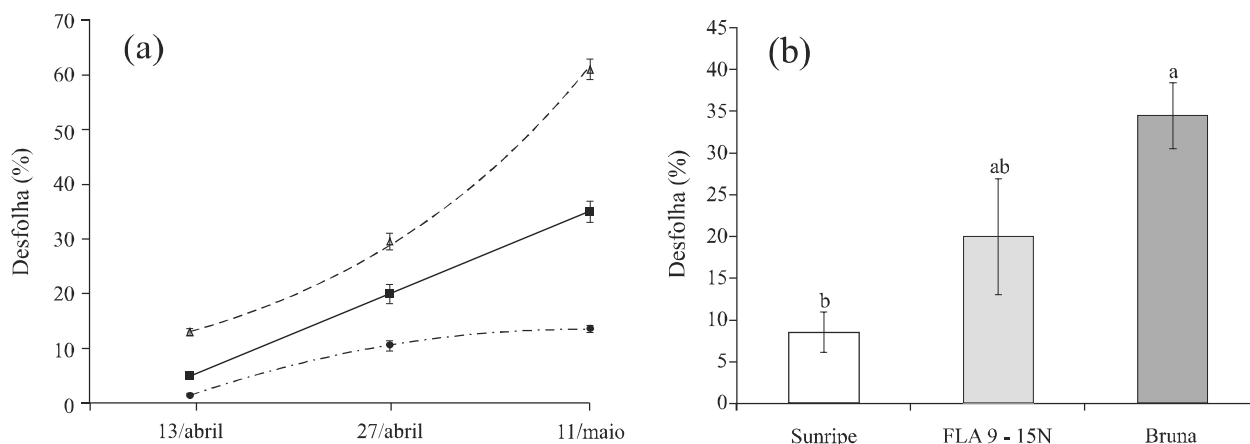 (a)
Desfolha (%)
70
60
50
40
30
20
10
0
13/abril
27/abril
11/maio
(b)
Desfolha (%)
45
40
35
30
25
20
15
10
5
0
b
ab
a
Sunripe
FLA 9 - 15N
Bruna